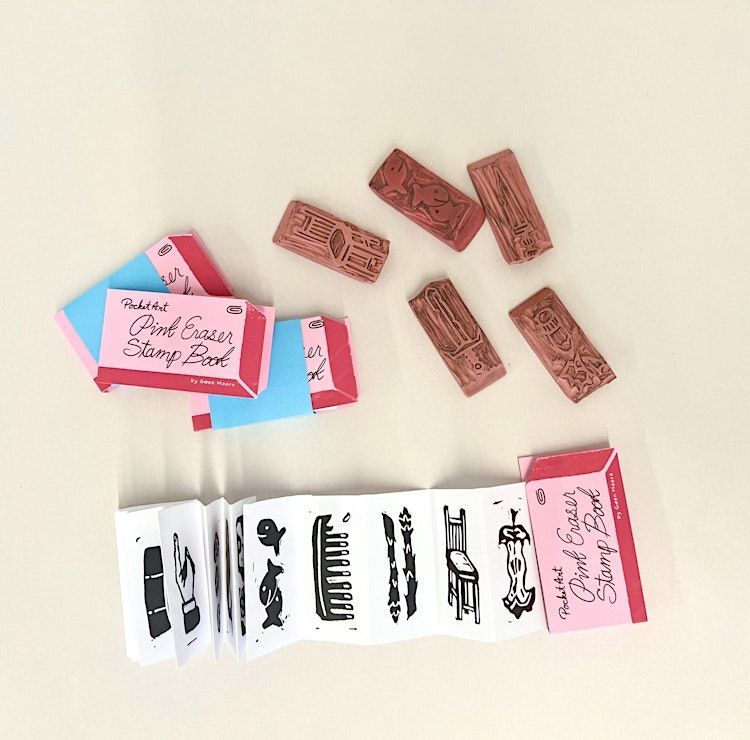 Pocket Art
Pink Eraser
Stamp Book
by Gwen Moore
Pocket Art
Pink Eraser
Stamp Book
by Gwen Moore